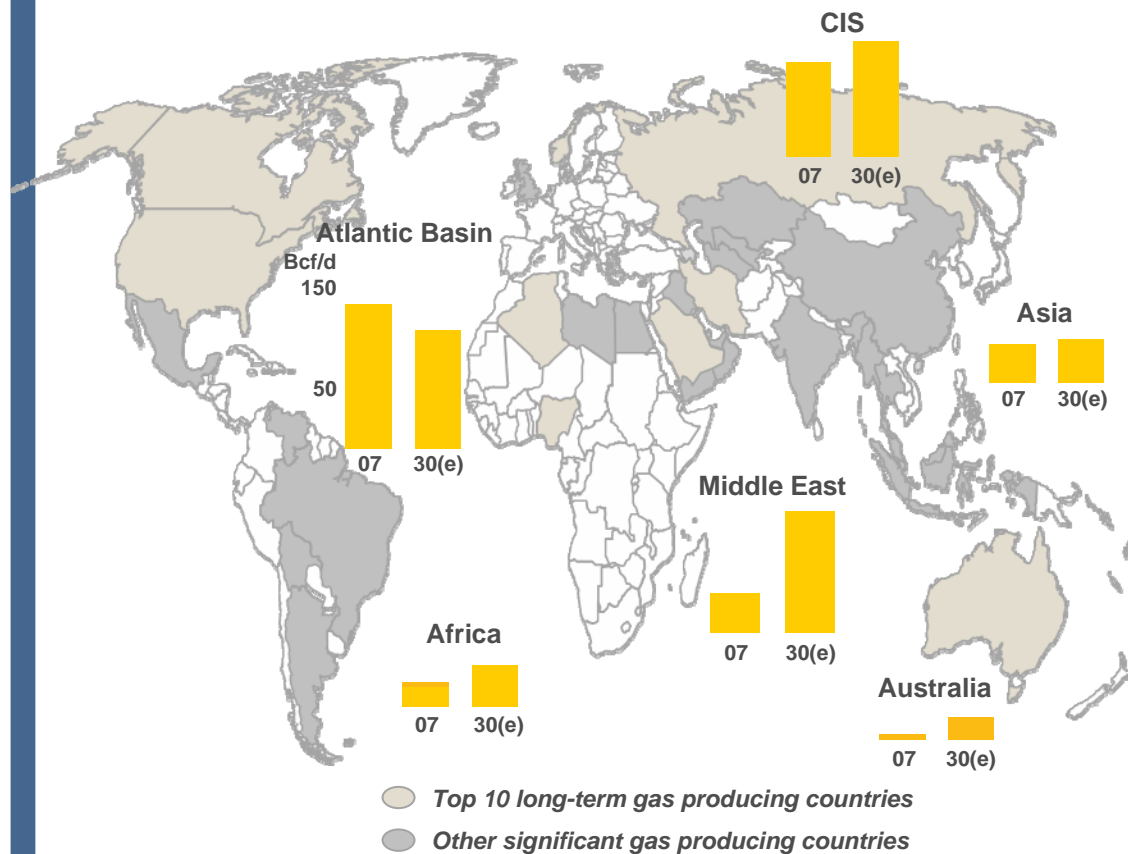 CIS
07 30(e)
Atlantic Basin
Bcf/d
150
50
07 30(e)
Asia
07 30(e)
Middle East
07 30(e)
Africa
07 30(e)
Australia
07 30(e)
Top 10 long-term gas producing countries
Other significant gas producing countries